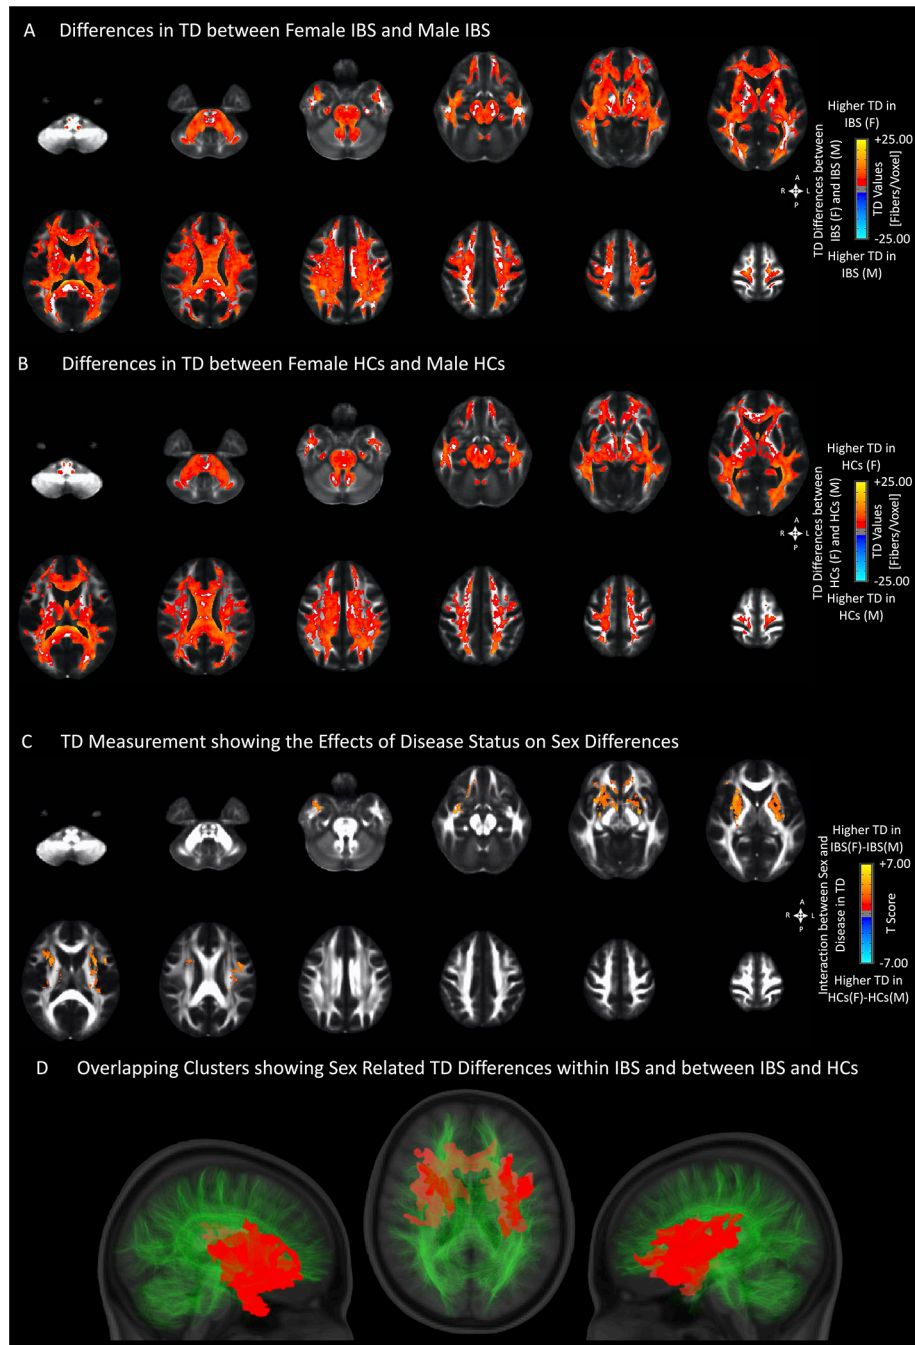 A Differences in TD between Female IBS and Male IBS
Higher TD in
IBS (F)
TD Differences between
IBS (F) and IBS (M)
+25.00
-25.00
TD Values
[Fibers/Voxel]
A
R L
P
Higher TD in
IBS (M)
B Differences in TD between Female HCs and Male HCs
Higher TD in
HCs (F)
TD Differences between
HCs (F) and HCs (M)
+25.00
-25.00
TD Values
[Fibers/Voxel]
A
R L
P
Higher TD in
HCs (M)
C TD Measurement showing the Effects of Disease Status on Sex Differences
Higher TD in
IBS(F)-IBS(M)
Interaction between Sex and
Disease in TD
+7.00
-7.00
T Score
A
R L
P
Higher TD in
HCs(F)-HCs(M)
D Overlapping Clusters showing Sex Related TD Differences within IBS and between IBS and HCs